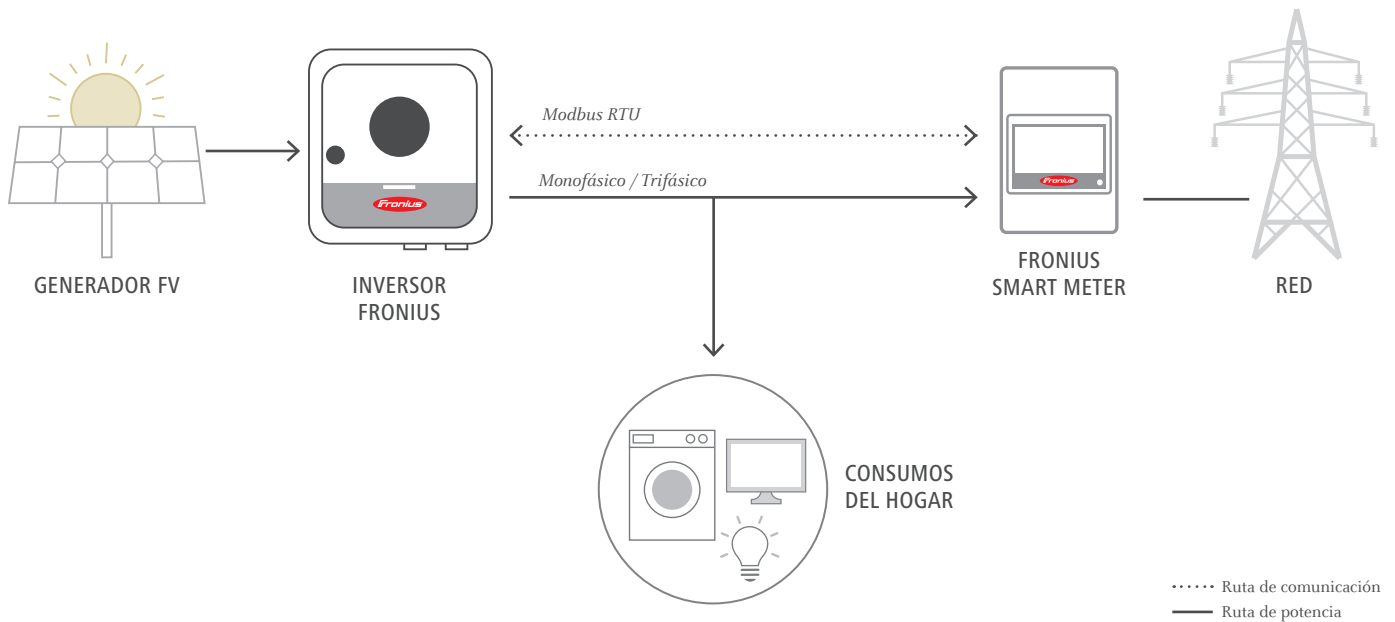 Modbus RTU
Monofásico / Trifásico
Fronius
Fronius
GENERADOR FV
INVERSOR
FRONIUS
FRONIUS
SMART METER
RED
CONSUMOS
DEL HOGAR
Ruta de comunicación
Ruta de potencia